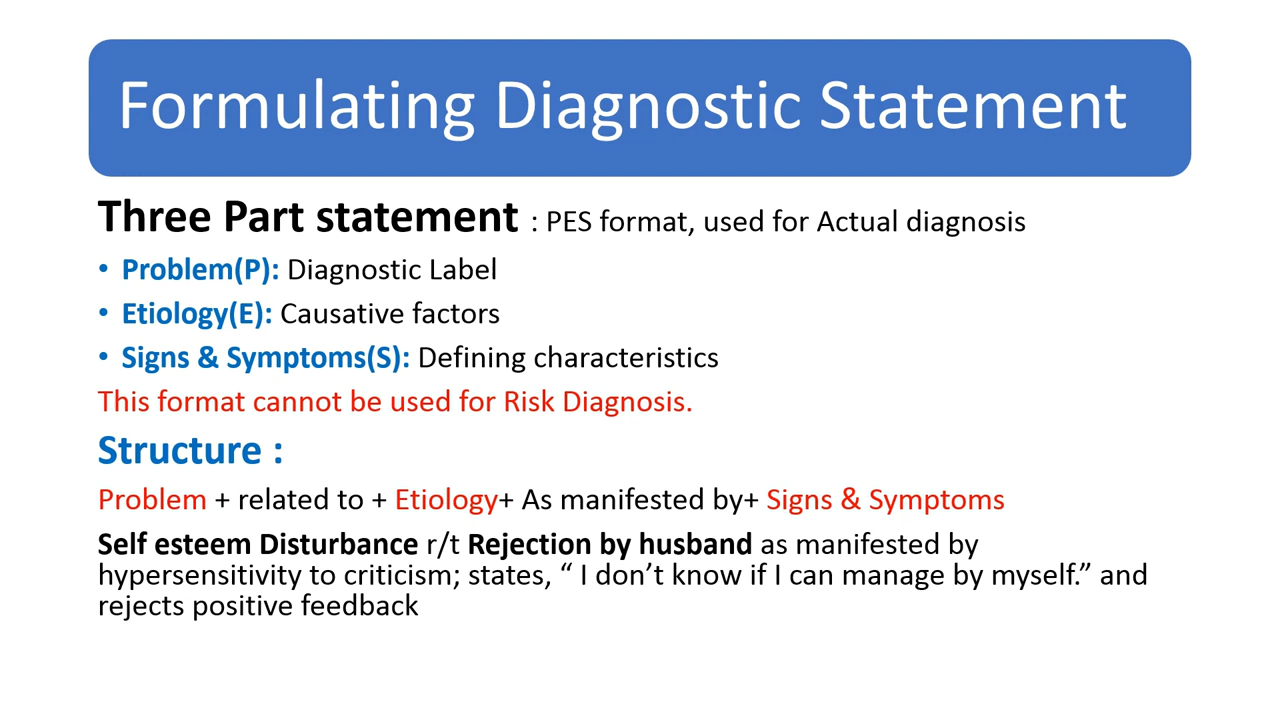 Formulating Diagnostic Statement
Three Part statement : PES format, used for Actual diagnosis
• Problem(P): Diagnostic Label
• Etiology(E): Causative factors
• Signs & Symptoms(S): Defining characteristics
This format cannot be used for Risk Diagnosis.
Structure :
Problem + related to + Etiology+ As manifested by+ Signs & Symptoms
Self esteem Disturbance r/t Rejection by husband as manifested by
hypersensitivity to criticism; states, “ I don’t know if I can manage by myself.” and
rejects positive feedback